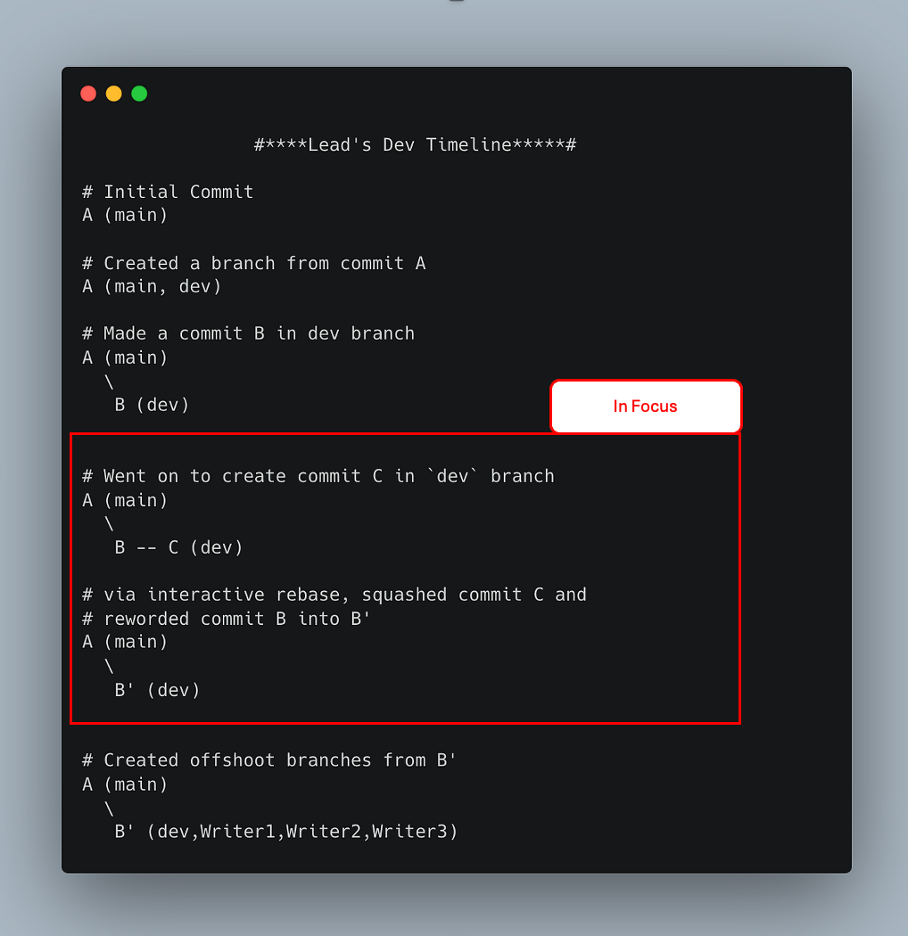 #****Lead's Dev Timeline*****#
# Initial Commit
A (main)
# Created a branch from commit A
A (main, dev)
# Made a commit B in dev branch
A (main)
\
B (dev)
In Focus
# Went on to create commit C in `dev` branch
A (main)
\
B -- C (dev)
# via interactive rebase, squashed commit C and
# reworded commit B into B'
A (main)
\
B' (dev)
# Created offshoot branches from B'
A (main)
\
B' (dev,Writer1,Writer2,Writer3)